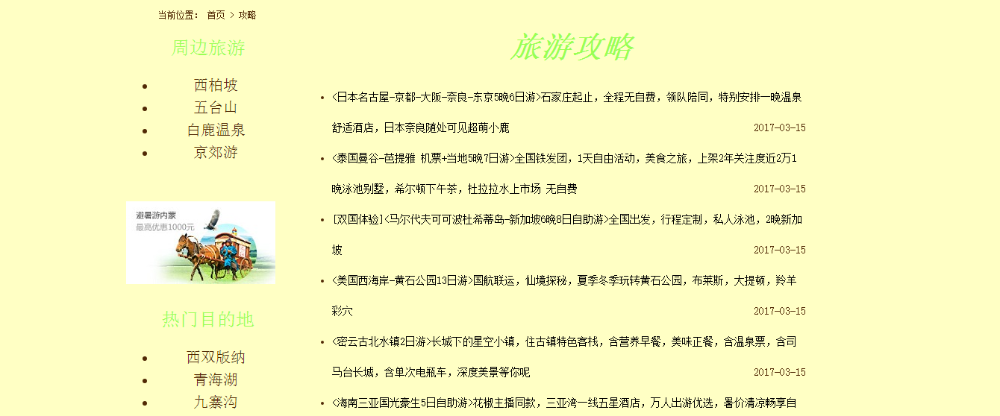 当前位置： 首页 > 攻略
周边旅游
西柏坡
五台山
白鹿温泉
京郊游
避暑游内蒙
最高优惠1000元
热门目的地
西双版纳
青海湖
九寨沟
旅游攻略
<日本名古屋-京都-大阪-奈良-东京5晚6日游>石家庄起止，全程无自费，领队陪同，特别安排一晚温泉
舒适酒店，日本奈良随处可见超萌小鹿 2017-03-15
<泰国曼谷-芭提雅 机票+当地5晚7日游>全国铁发团，1天自由活动，美食之旅，上架2年关注度近2万1
晚泳池别墅，希尔顿下午茶，杜拉拉水上市场 无自费 2017-03-15
[双国体验]<马尔代夫可可波杜希蒂岛-新加坡6晚8日自助游>全国出发，行程定制，私人泳池，2晚新加
坡 2017-03-15
<美国西海岸-黄石公园13日游>国航联运，仙境探秘，夏季冬季玩转黄石公园，布莱斯，大提顿，羚羊
彩穴 2017-03-15
<密云古北水镇2日游>长城下的星空小镇，住古镇特色客栈，含营养早餐，美味正餐，含温泉票，含司
马台长城，含单次电瓶车，深度美景等你呢 2017-03-15
<海南三亚国光豪生5日自助游>花椒主播同款，三亚湾一线五星酒店，万人出游优选，暑价清凉畅享自